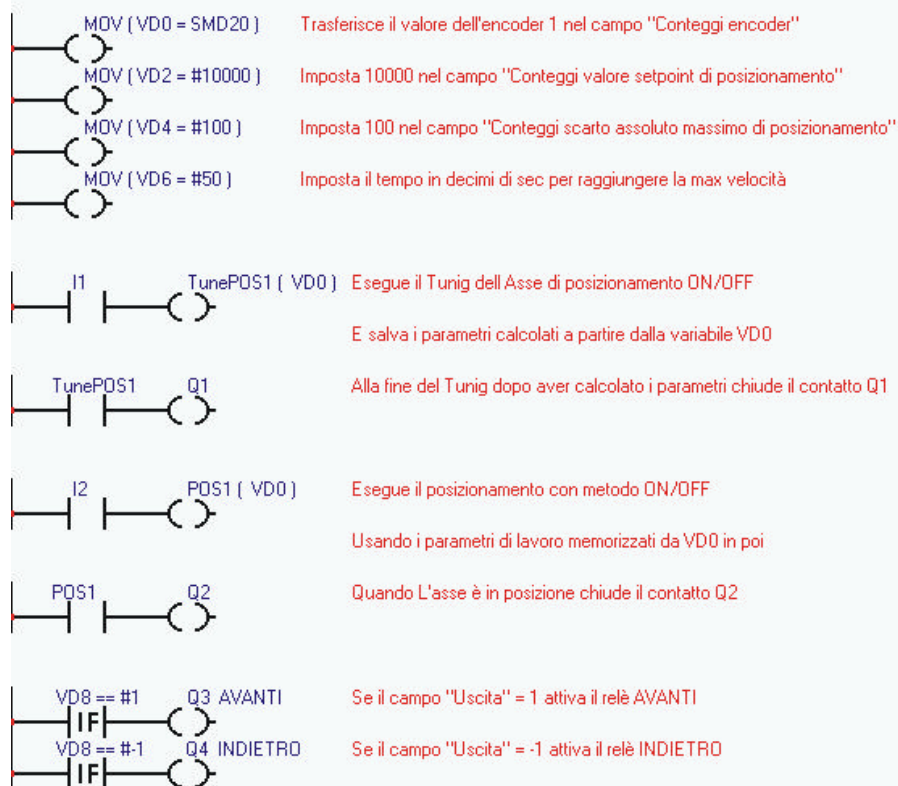 MOV ( VD0 = SMD20 ) Trasferisce il valore dell'encoder 1 nel campo "Conteggi encoder"
MOV ( VD2 = #10000 ) Imposta 10000 nel campo "Conteggi valore setpoint di posizionamento"
MOV ( VD4 = #100 ) Imposta 100 nel campo "Conteggi scarto assoluto massimo di posizionamento"
MOV ( VD6 = #50 ) Imposta il tempo in decimi di sec per raggiungere la max velocità
I1 TunePOS1 ( VD0 ) Esegue il Tunig dell Asse di posizionamento ON/OFF
E salva i parametri calcolati a partire dalla variabile VD0
TunePOS1 Q1 Alla fine del Tunig dopo aver calcolato i parametri chiude il contatto Q1
I2 POS1 ( VD0 ) Esegue il posizionamento con metodo ON/OFF
Usando i parametri di lavoro memorizzati da VD0 in poi
POS1 Q2 Quando L'asse è in posizione chiude il contatto Q2
VD8 == #1 Q3 AVANTI Se il campo "Uscita" = 1 attiva il relè AVANTI
IF
VD8 == #-1 Q4 INDIETRO Se il campo "Uscita" = -1 attiva il relè INDIETRO
IF